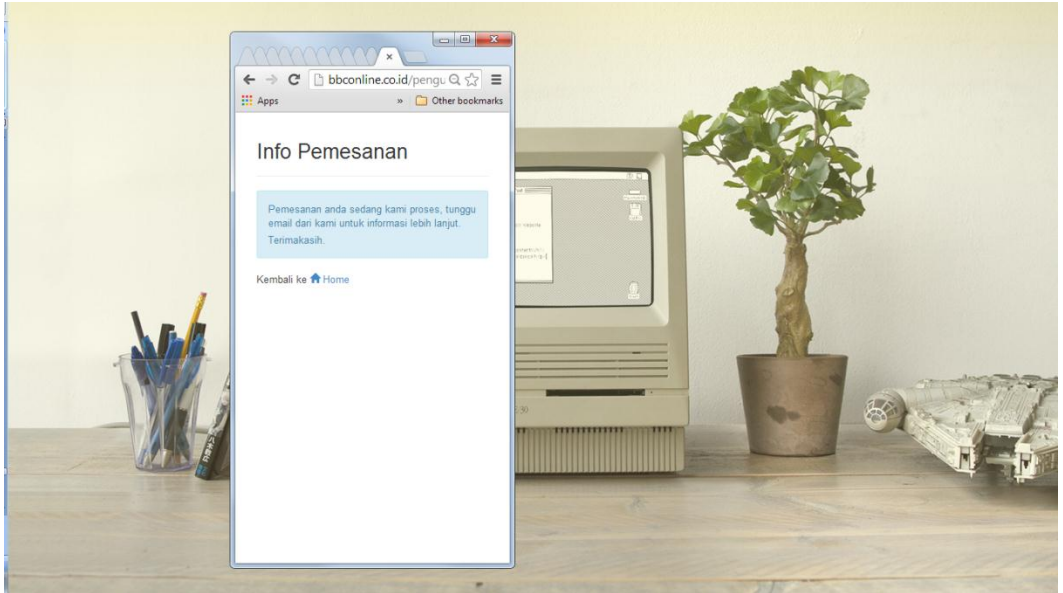 bbconline.co.id/pengu
Apps
» Other bookmarks
Info Pemesanan
Pemesanan anda sedang kami proses, tunggu
email dari kami untuk informasi lebih lanjut.
Terimakasih.
Kembali ke Home